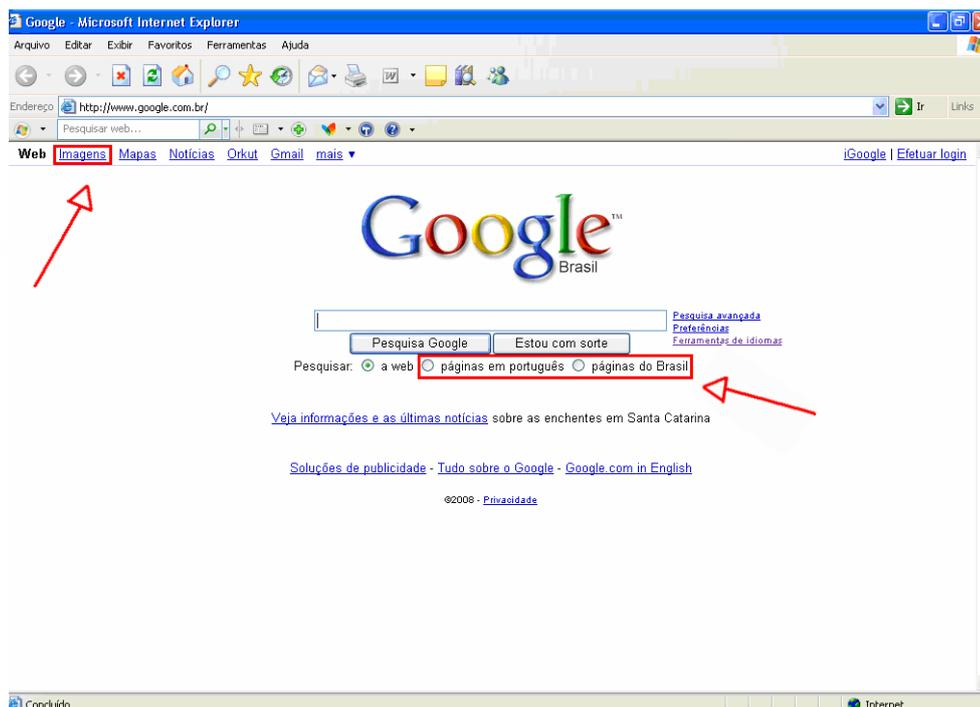 Google - Microsoft Internet Explorer
Arquivo Editar Exibir Favoritos Ferramentas Ajuda
W
Endereço http://www.google.com.br/ Ir Links
Pesquisar web...
Web Imagens Mapas Notícias Orkut Gmail mais ▼ iGoogle | Efetuar login
Google™
Brasil
Pesquisa avançada
Preferências
Ferramentas de idiomas
Pesquisa Google Estou com sorte
Pesquisar: a web páginas em português páginas do Brasil
Veja informações e as últimas notícias sobre as enchentes em Santa Catarina
Soluções de publicidade - Tudo sobre o Google - Google.com in English
©2008 - Privacidade
Concluído Internet